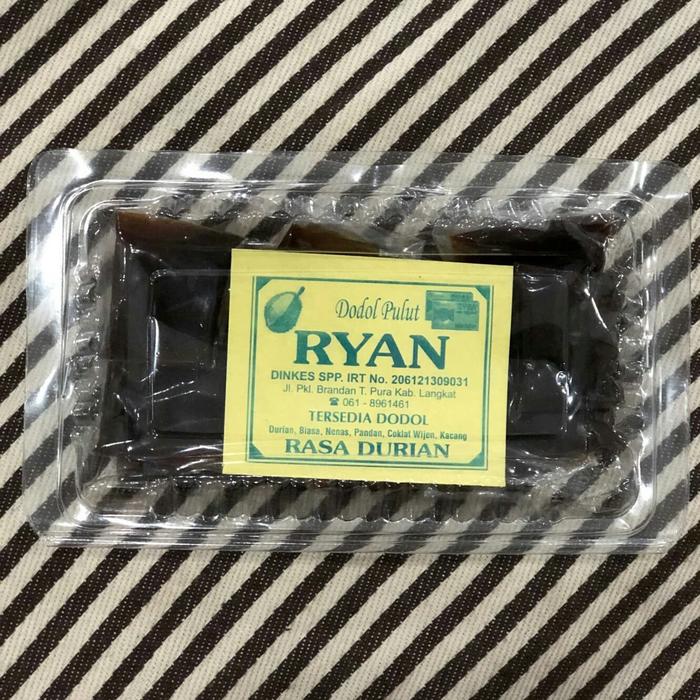 Dodol Pulut
RYAN
DINKES SPP. IRT No. 206121309031
Jl. Pkl. Brandan T. Pura Kab. Langkat
☎ 061 - 8961461
TERSEDIA DODOL
Durian, Biasa, Nenas, Pandan, Coklat Wijen, Kacang
RASA DURIAN